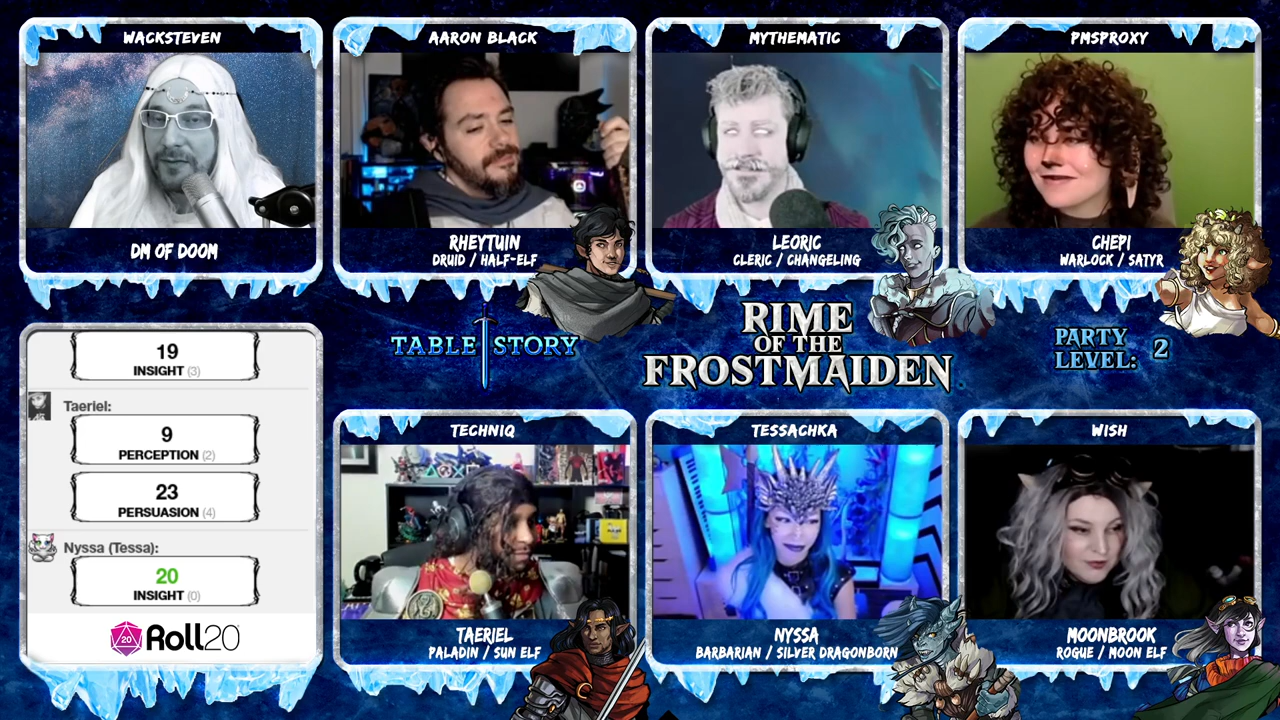 WACKSTEVEN
DM OF DOOM
AARON BLACK
RHEYTUIN
DRUID / HALF-ELF
MYTHEMATIC
LEORIC
CLERIC / CHANGELING
PMSPROXY
CHEPI
WARLOCK / SATYR
TABLE STORY
RIME
OF THE
FROSTMAIDEN
PARTY
LEVEL: 2
19
INSIGHT (3)
Taeriel:
9
PERCEPTION (2)
23
PERSUASION (4)
Nyssa (Tessa):
20
INSIGHT (0)
20 Roll20
TECHNIQ
TAERIEL
PALADIN / SUN ELF
TESSACHKA
NYSSA
BARBARIAN / SILVER DRAGONBORN
WISH
MOONBROOK
ROGUE / MOON ELF